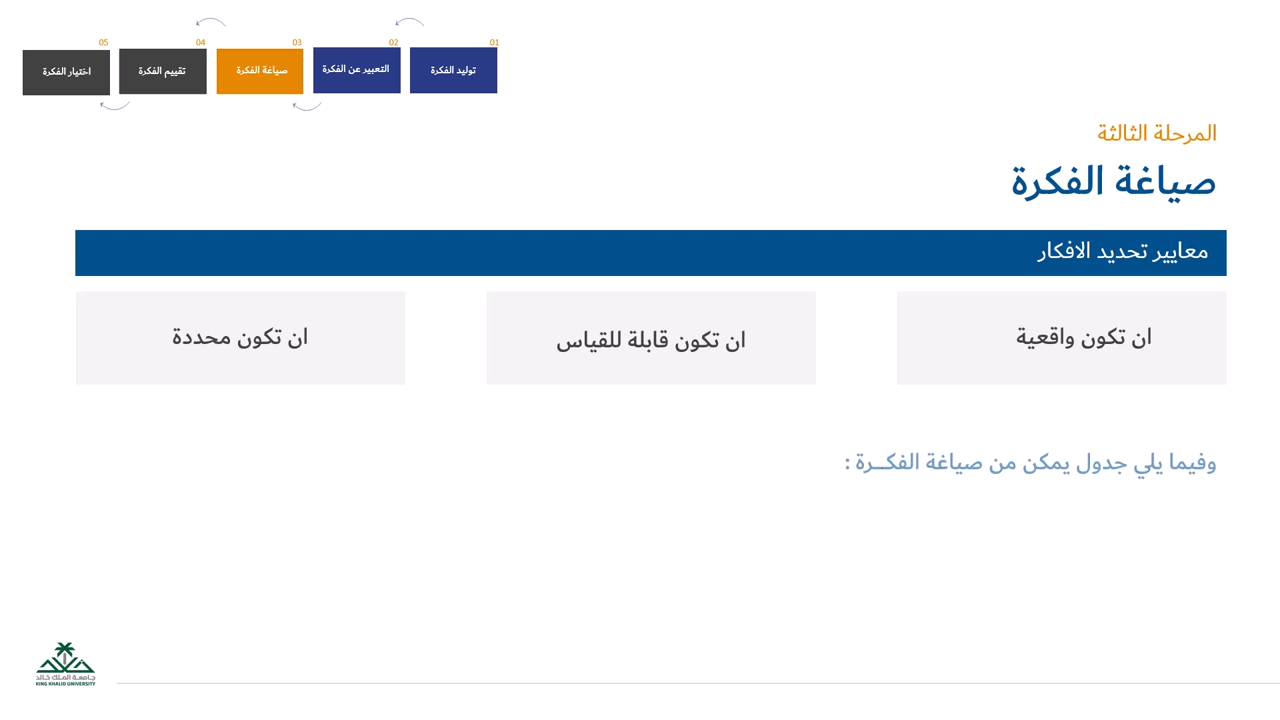 01
توليد الفكرة
02
التعبير عن الفكرة
03
صياغة الفكرة
04
تقييم الفكرة
05
اختيار الفكرة
المرحلة الثالثة
صياغة الفكرة
معايير تحديد الافكار
ان تكون واقعية
ان تكون قابلة للقياس
ان تكون محددة
وفيما يلي جدول يمكن من صياغة الفكــرة :
جامعة الملك خالد
KING KHALID UNIVERSITY